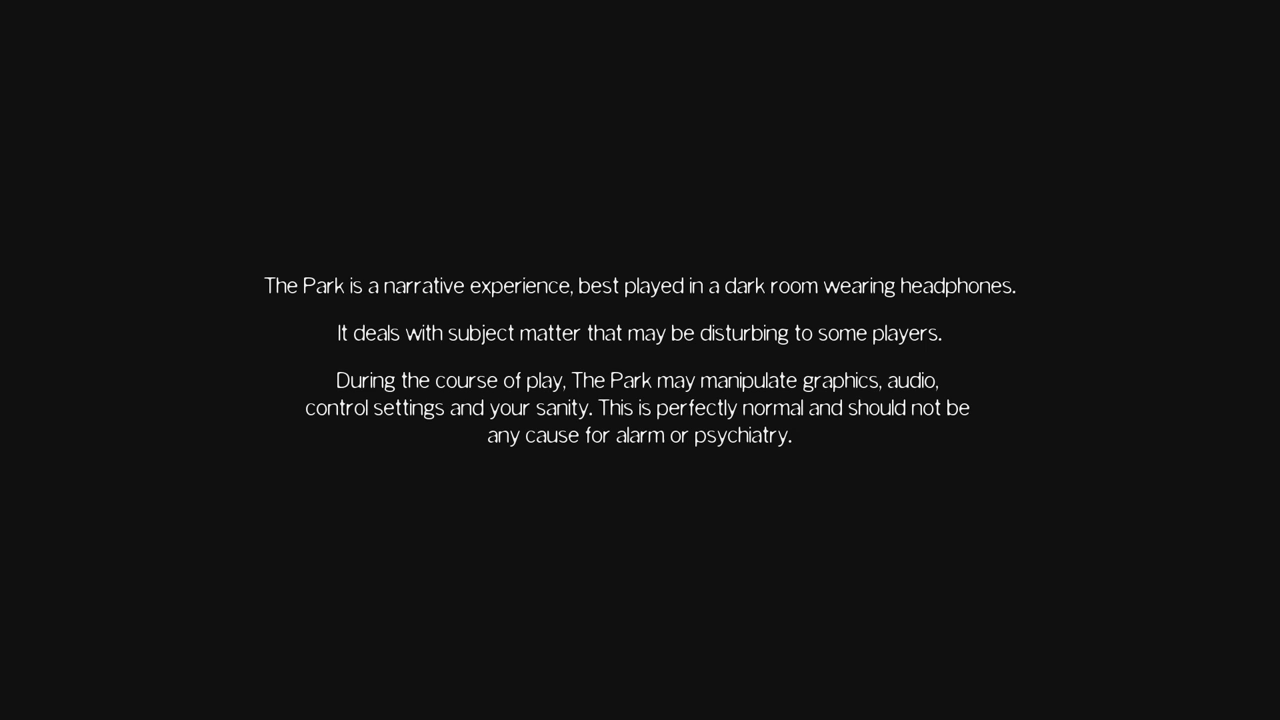 The Park is a narrative experience, best played in a dark room wearing headphones.
It deals with subject matter that may be disturbing to some players.
During the course of play, The Park may manipulate graphics, audio,
control settings and your sanity. This is perfectly normal and should not be
any cause for alarm or psychiatry.